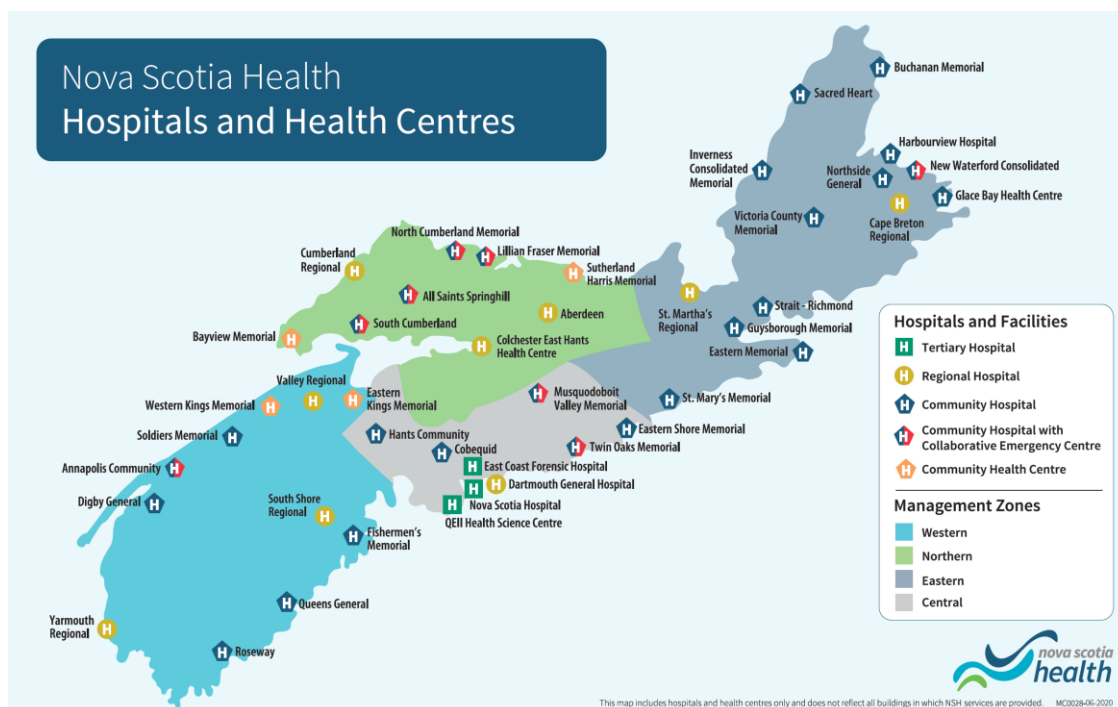 Nova Scotia Health
Hospitals and Health Centres
Buchanan Memorial
Sacred Heart
Harbourview Hospital
Inverness
Consolidated
Memorial
New Waterford Consolidated
Northside
General
Glace Bay Health Centre
Victoria County
Memorial
Cape Breton
Regional
North Cumberland Memorial
Lillian Fraser Memorial
Cumberland
Regional
Sutherland
Harris Memorial
All Saints Springhill
St. Martha's
Regional
Strait - Richmond
Aberdeen
South Cumberland
Guysborough Memorial
Bayview Memorial
Colchester East Hants
Health Centre
Eastern Memorial
Valley Regional
Eastern
Kings Memorial
Musquodoboit
Valley Memorial
Western Kings Memorial
St. Mary's Memorial
Soldiers Memorial
Hants Community
Eastern Shore Memorial
Cobequid
Twin Oaks Memorial
Annapolis Community
East Coast Forensic Hospital
Dartmouth General Hospital
Digby General
South Shore
Regional
Nova Scotia Hospital
QEII Health Science Centre
Fishermen's
Memorial
Queens General
Yarmouth
Regional
Roseway
Hospitals and Facilities
H Tertiary Hospital
H Regional Hospital
H Community Hospital
H Community Hospital with
Collaborative Emergency Centre
H Community Health Centre
Management Zones
Western
Northern
Eastern
Central
nova scotia
health
This map includes hospitals and health centres only and does not reflect all buildings in which NSH services are provided. MC0028-06-2020